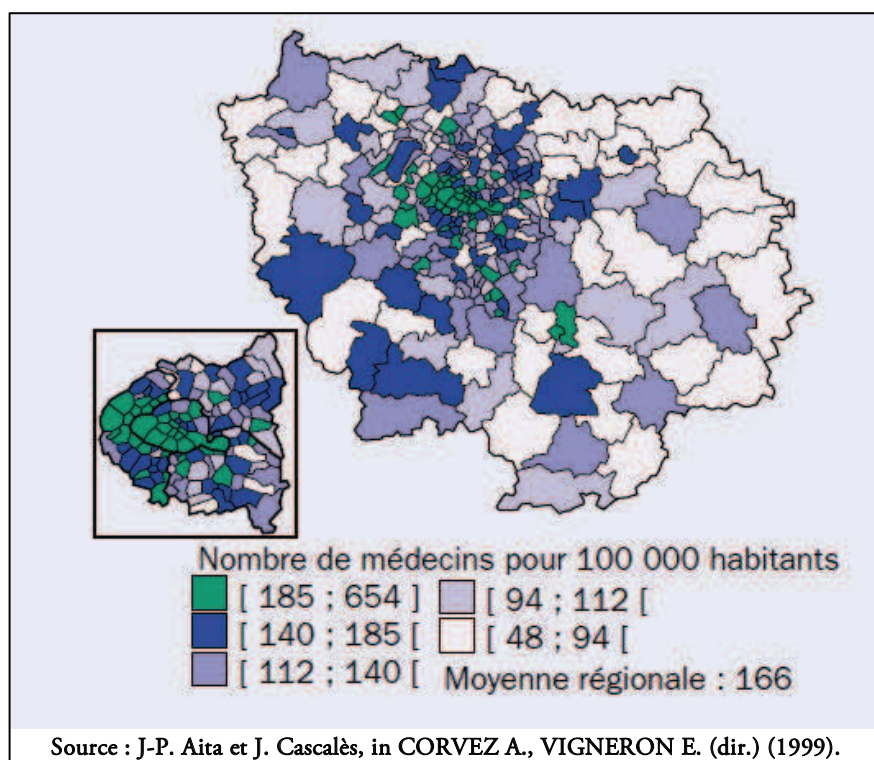 Nombre de médecins pour 100 000 habitants
[ 185 ; 654 ] [ 94 ; 112 [
[ 140 ; 185 [ [ 48 ; 94 [
[ 112 ; 140 [ Moyenne régionale : 166
Source : J-P. Aita et J. Cascalès, in CORVEZ A., VIGNERON E. (dir.) (1999).